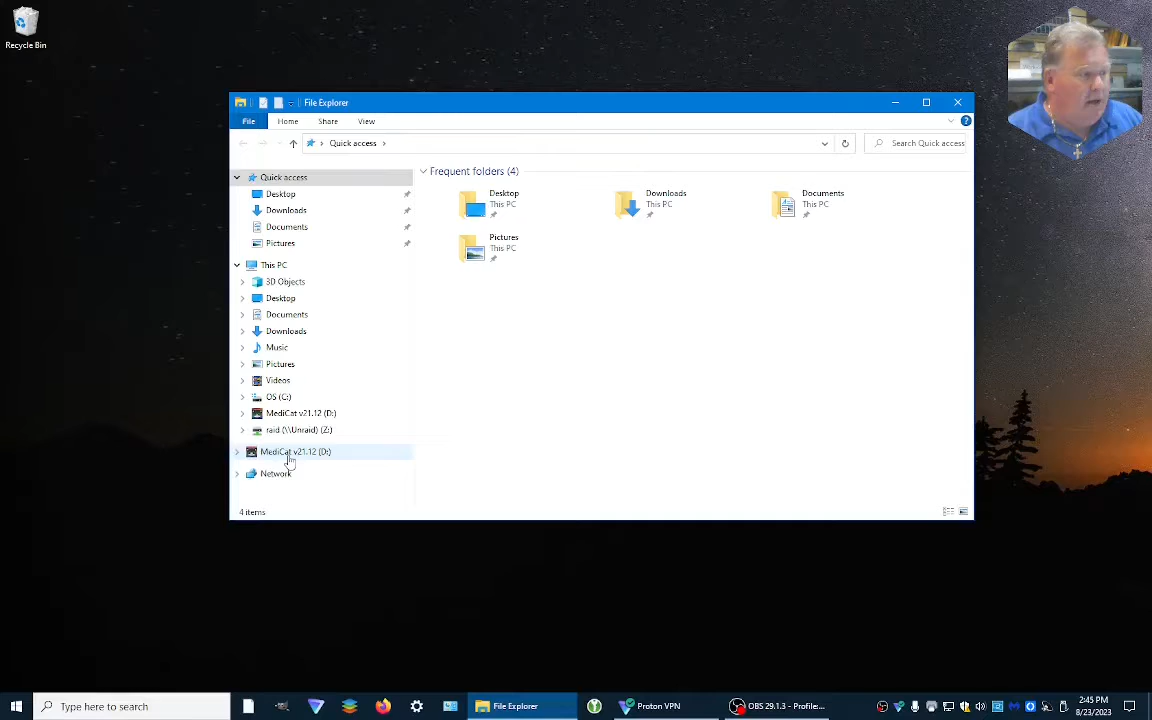 Recycle Bin
File Explorer
File
Home
Share
View
Quick access
Search Quick access
Quick access
Desktop
Downloads
Documents
Pictures
This PC
3D Objects
Desktop
Documents
Downloads
Music
Pictures
Videos
OS (C:)
MediCat v21.12 (D:)
raid (\\Unraid) (Z:)
MediCat v21.12 (D:)
Network
Frequent folders (4)
Desktop
This PC
Downloads
This PC
Documents
This PC
Pictures
This PC
4 items
Type here to search
File Explorer
Proton VPN
OBS 29.1.3 - Profile:...
2:45 PM
8/23/2023